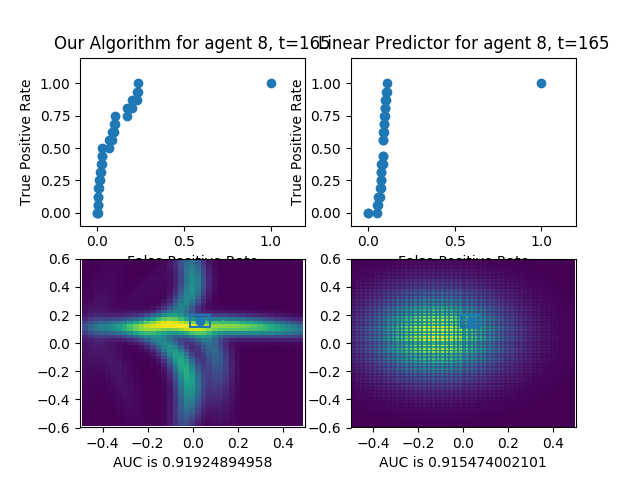 Our Algorithm for agent 8, t=165
Linear Predictor for agent 8, t=165
True Positive Rate
1.00
0.75
0.50
0.25
0.00
0.0 0.5 1.0
False Positive Rate
True Positive Rate
1.00
0.75
0.50
0.25
0.00
0.0 0.5 1.0
False Positive Rate
0.6
0.4
0.2
0.0
−0.2
−0.4
−0.6
−0.4 −0.2 0.0 0.2 0.4
AUC is 0.91924894958
0.6
0.4
0.2
0.0
−0.2
−0.4
−0.6
−0.4 −0.2 0.0 0.2 0.4
AUC is 0.915474002101